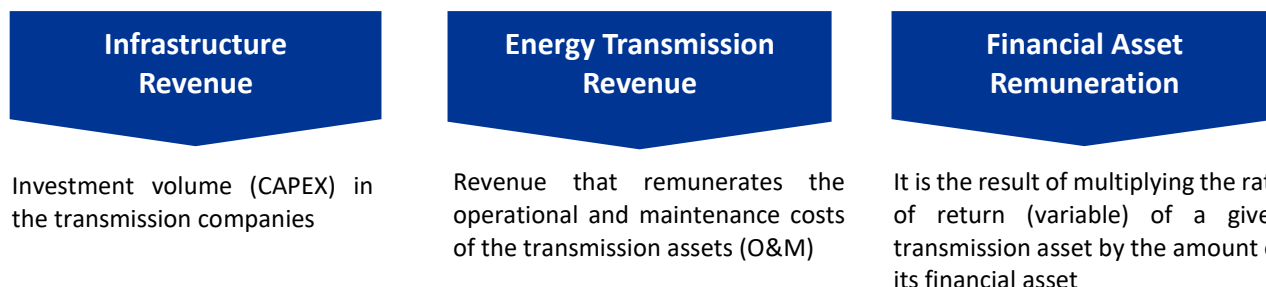 Infrastructure
Revenue
Investment volume (CAPEX) in
the transmission companies
Energy Transmission
Revenue
Revenue that remunerates the
operational and maintenance costs
of the transmission assets (O&M)
Financial Asset
Remuneration
It is the result of multiplying the
of return (variable) of a
transmission asset by the amount
its financial asset